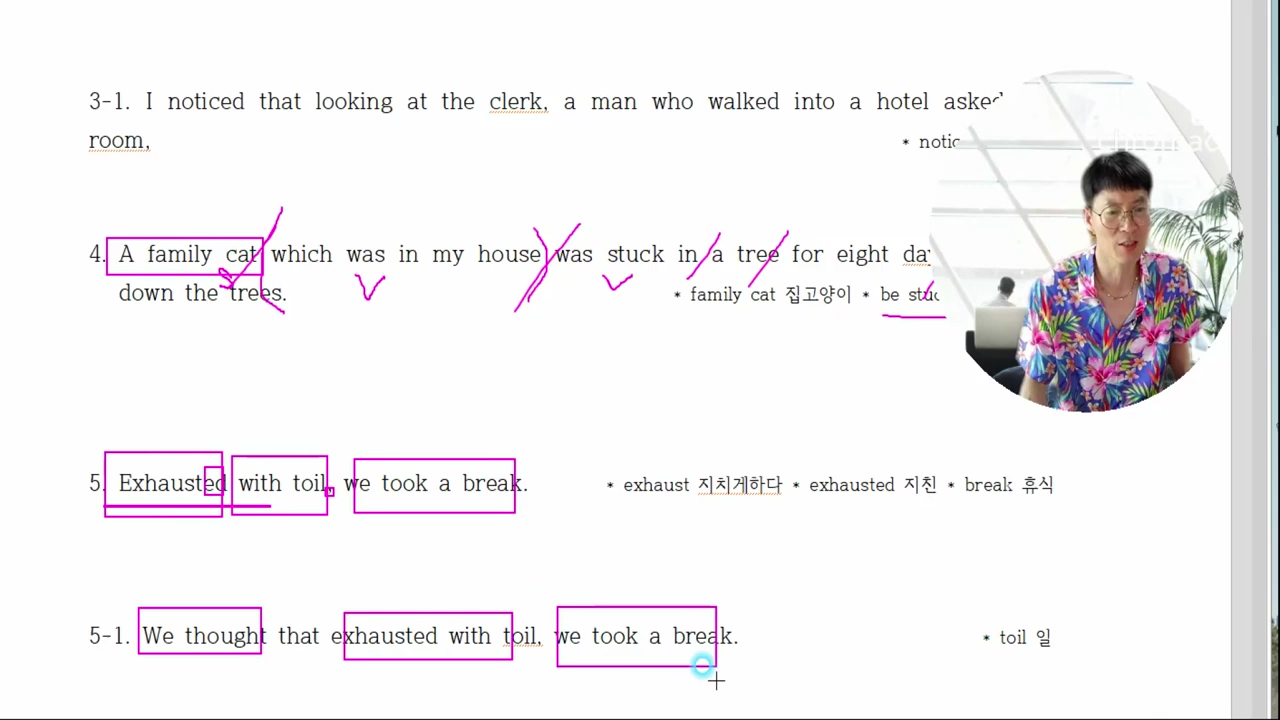 3-1. I noticed that looking at the clerk, a man who walked into a hotel asked
room,
* notic
4. A family cat which was in my house was stuck in a tree for eight day
down the trees.
* family cat 집고양이 * be stuc
5. Exhausted with toil, we took a break.
* exhaust 지치게하다 * exhausted 지친 * break 휴식
5-1. We thought that exhausted with toil, we took a break.
* toil 일